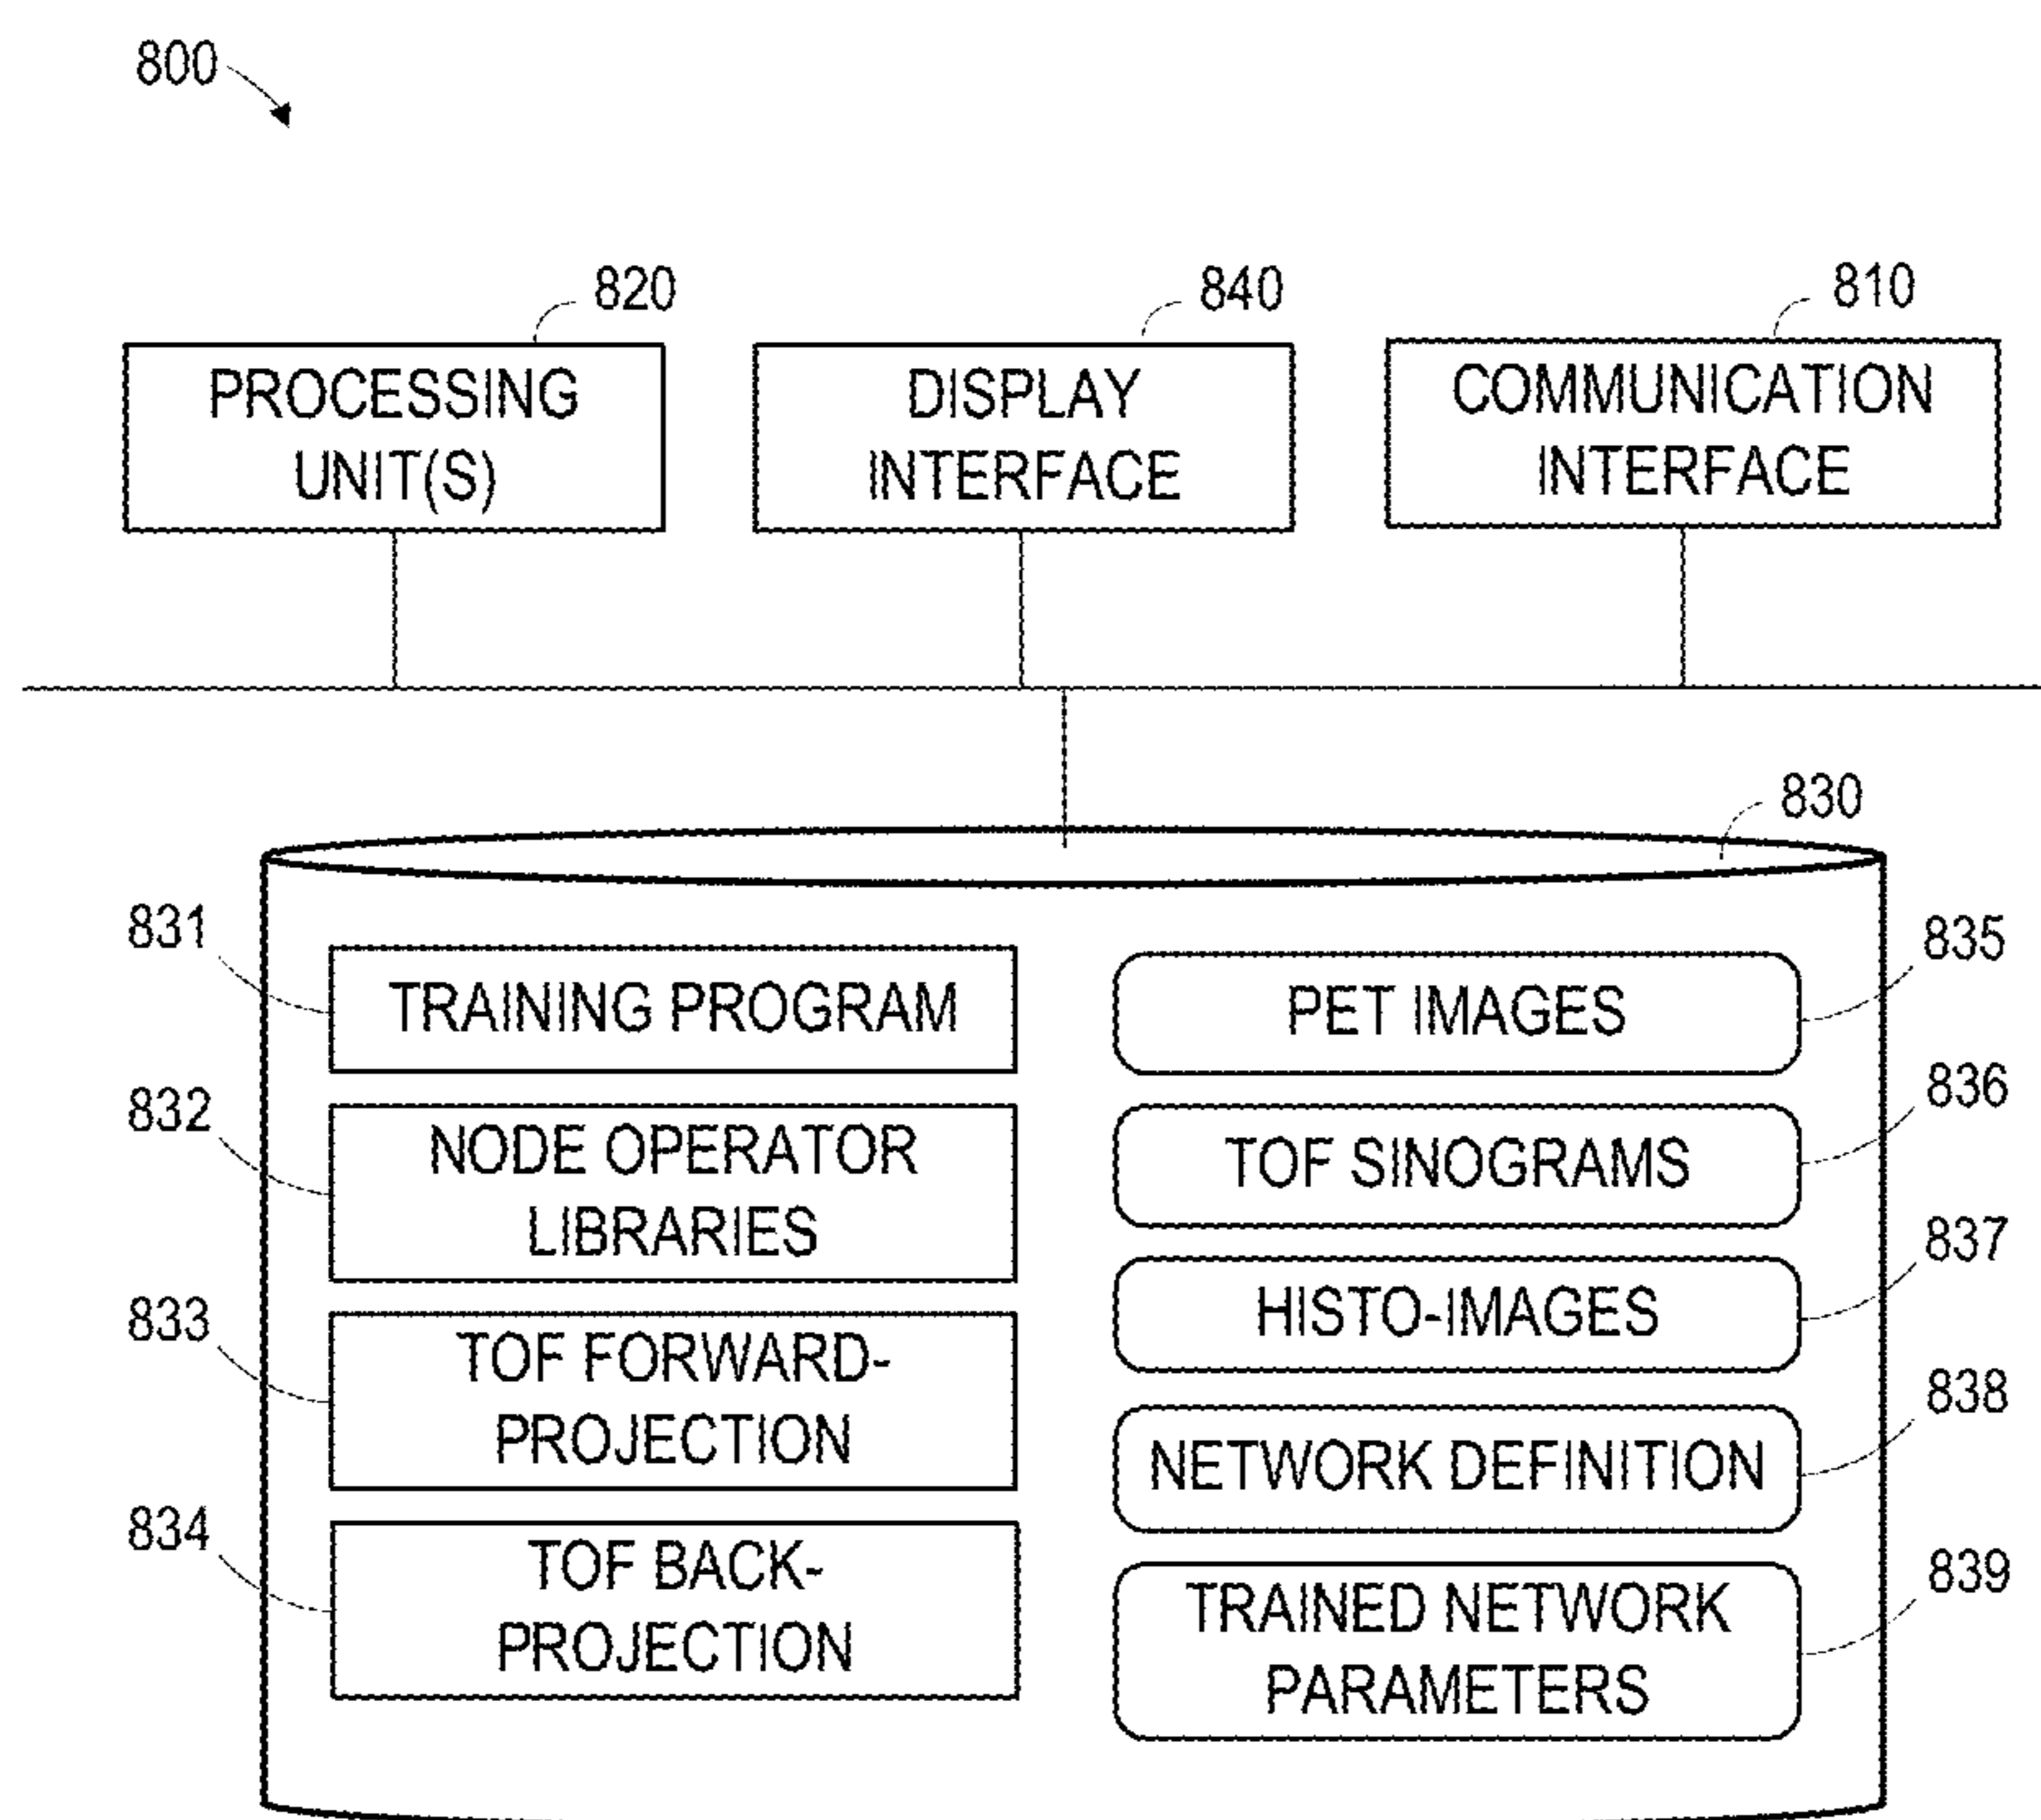 800
820
840
810
PROCESSING
UNIT(S)
DISPLAY
INTERFACE
COMMUNICATION
INTERFACE
830
831
TRAINING PROGRAM
832
NODE OPERATOR
LIBRARIES
833
TOF FORWARD-
PROJECTION
834
TOF BACK-
PROJECTION
835
PET IMAGES
836
TOF SINOGRAMS
837
HISTO-IMAGES
838
NETWORK DEFINITION
839
TRAINED NETWORK
PARAMETERS